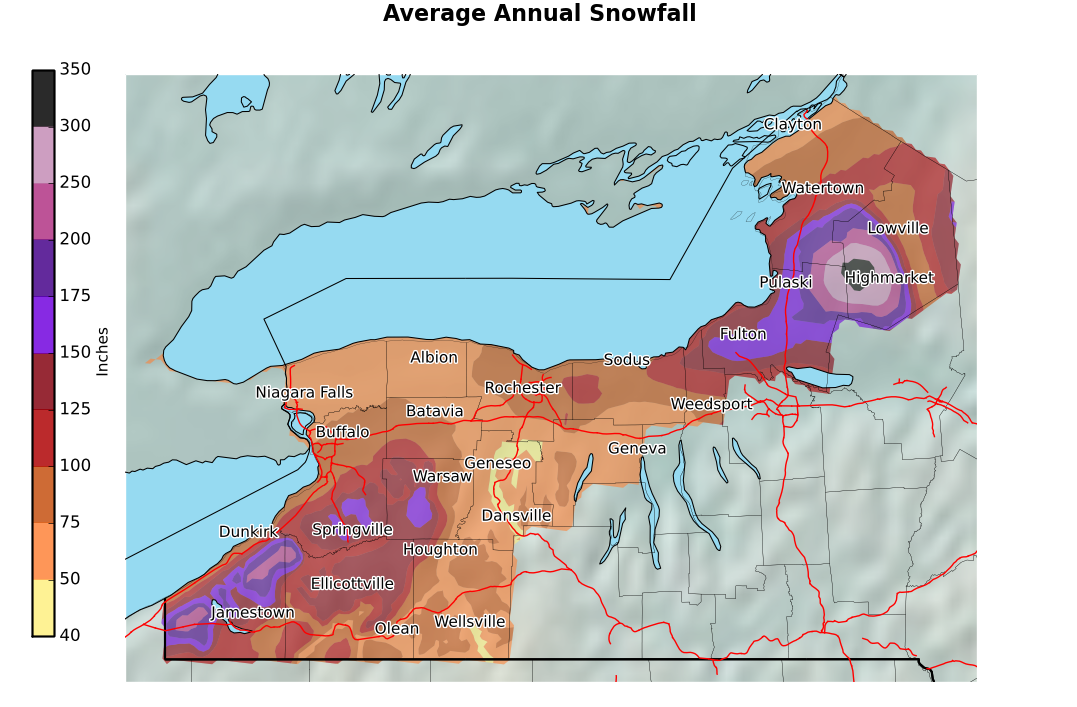 Average Annual Snowfall
350
300
250
200
175
150
125
100
75
50
40
Inches
Clayton
Watertown
Lowville
Highmarket
Pulaski
Fulton
Sodus
Albion
Rochester
Niagara Falls
Weedsport
Batavia
Buffalo
Geneva
Geneseo
Warsaw
Dansville
Dunkirk
Springville
Houghton
Ellicottville
Jamestown
Wellsville
Olean